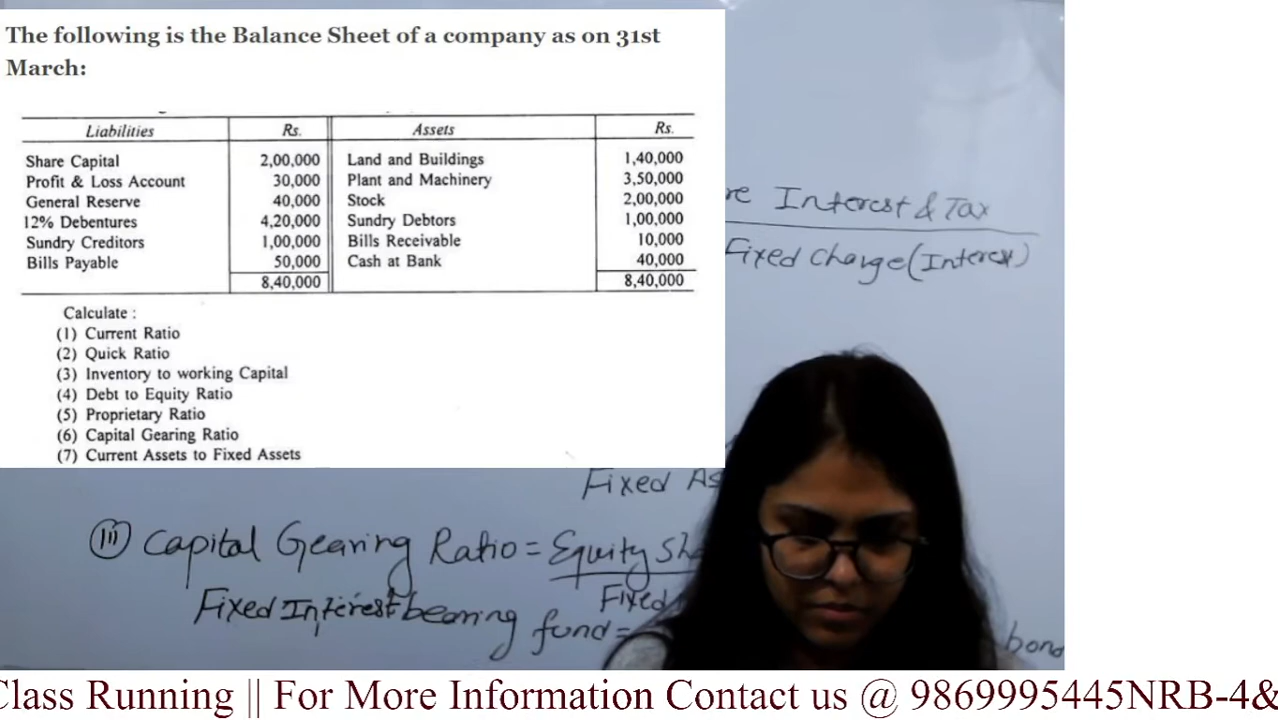 The following is the Balance Sheet of a company as on 31st
March:
Liabilities Rs. Assets Rs.
Share Capital 2,00,000 Land and Buildings 1,40,000
Profit & Loss Account 30,000 Plant and Machinery 3,50,000
General Reserve 40,000 Stock 2,00,000
12% Debentures 4,20,000 Sundry Debtors 1,00,000
Sundry Creditors 1,00,000 Bills Receivable 10,000
Bills Payable 50,000 Cash at Bank 40,000
8,40,000 8,40,000
Calculate :
(1) Current Ratio
(2) Quick Ratio
(3) Inventory to working Capital
(4) Debt to Equity Ratio
(5) Proprietary Ratio
(6) Capital Gearing Ratio
(7) Current Assets to Fixed Assets
re Interest & Tax
Fixed Charge (Interest)
Fixed As
(iii) Capital Gearing Ratio = Equity Sha
Fixed
Fixed Interest bearing fund = bond
Class Running || For More Information Contact us @ 9869995445NRB-4&